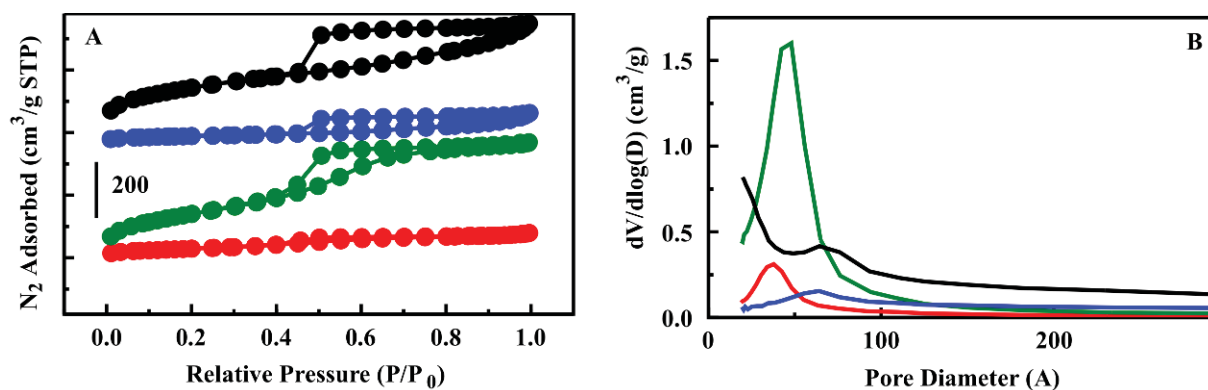 A
N₂ Adsorbed (cm³/g STP)
200
0.0 0.2 0.4 0.6 0.8 1.0
Relative Pressure (P/P₀)
B
dV/dlog(D) (cm³/g)
1.5
1.0
0.5
0.0
0 100 200
Pore Diameter (A)